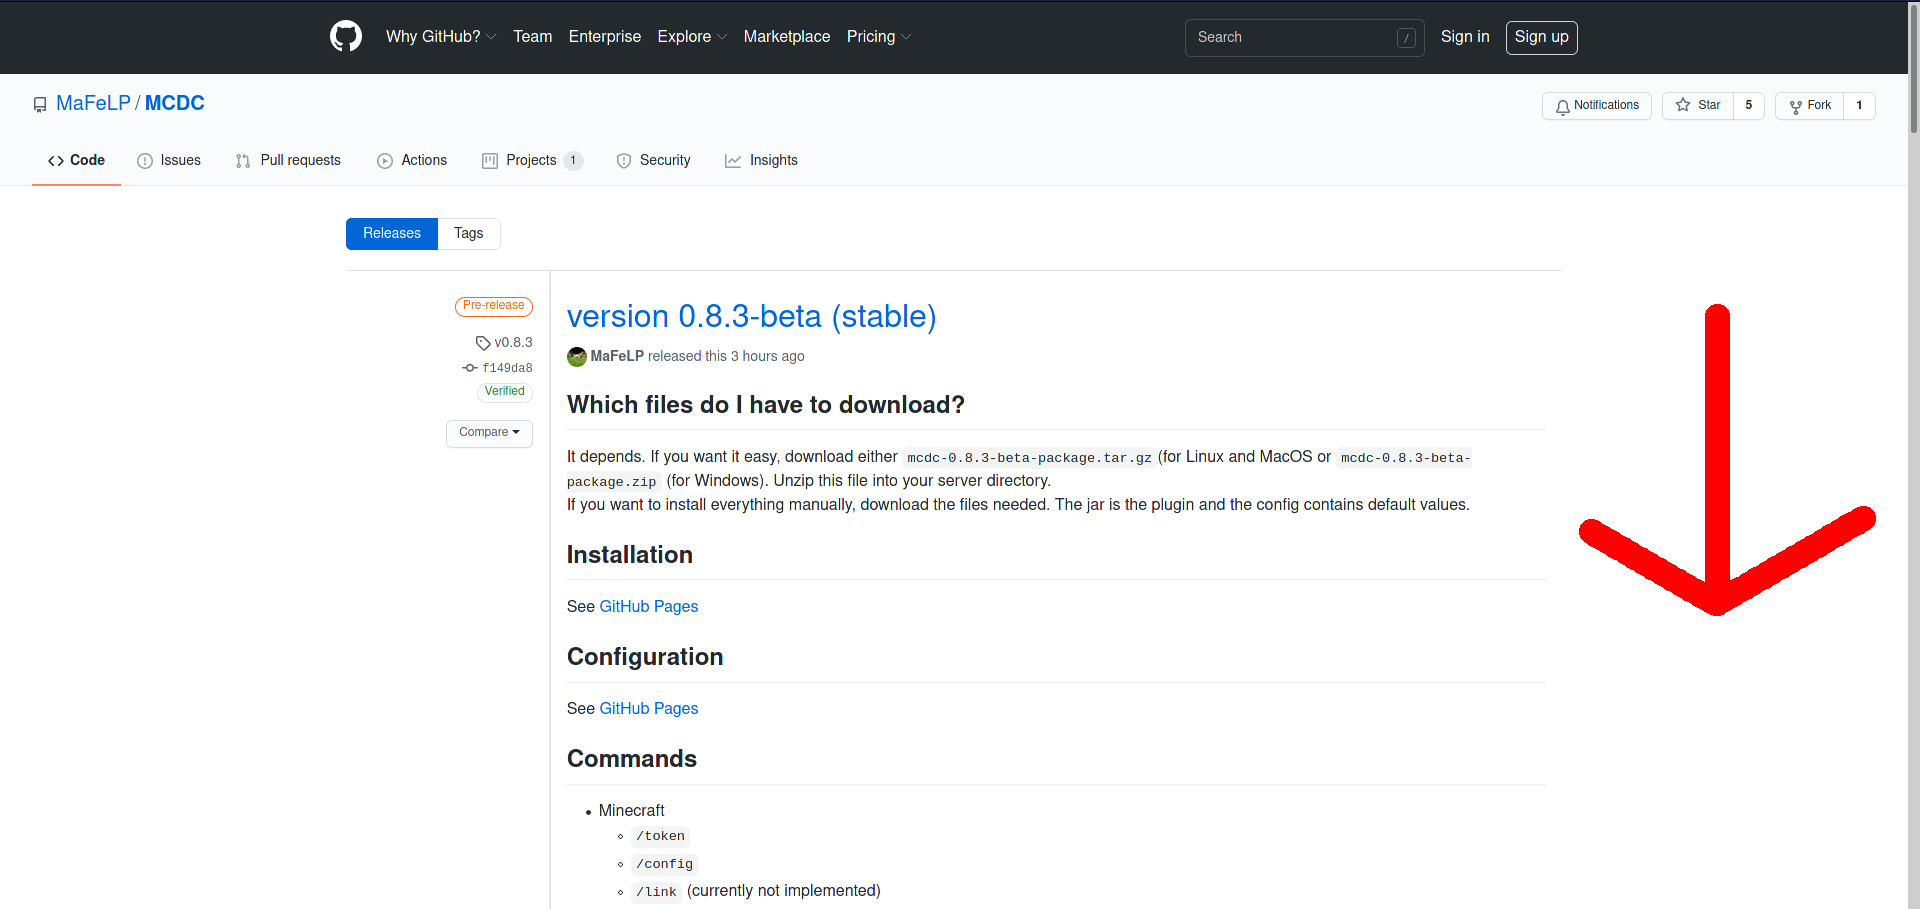 Why GitHub? Team Enterprise Explore Marketplace Pricing Search / Sign in Sign up
MaFeLP / MCDC Notifications Star 5 Fork 1
Code Issues Pull requests Actions Projects 1 Security Insights
Releases Tags
Pre-release
v0.8.3
f149da8
Verified
Compare
version 0.8.3-beta (stable)
MaFeLP released this 3 hours ago
Which files do I have to download?
It depends. If you want it easy, download either mcdc-0.8.3-beta-package.tar.gz (for Linux and MacOS or mcdc-0.8.3-beta-
package.zip (for Windows). Unzip this file into your server directory.
If you want to install everything manually, download the files needed. The jar is the plugin and the config contains default values.
Installation
See GitHub Pages
Configuration
See GitHub Pages
Commands
Minecraft
/token
/config
/link (currently not implemented)